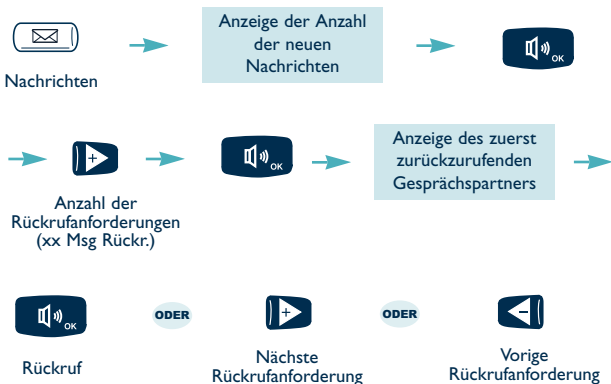 Anzeige der Anzahl
der neuen
Nachrichten
OK
Nachrichten
+
OK
Anzeige des zuerst
zurückzurufenden
Gesprächspartners
Anzahl der
Rückrufanforderungen
(xx Msg Rückr.)
OK
ODER
+
ODER
-
Rückruf
Nächste
Rückrufanforderung
Vorige
Rückrufanforderung